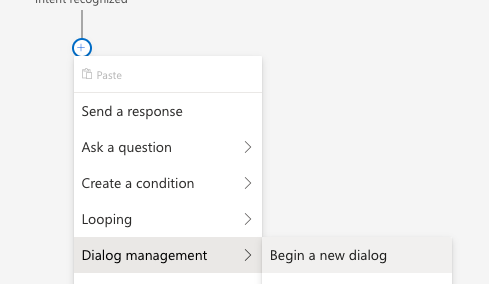 Intent recognized
Paste
Send a response
Ask a question
Create a condition
Looping
Dialog management
Begin a new dialog